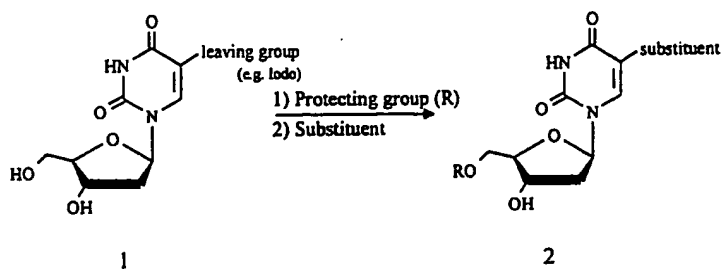 O
leaving group
(e.g. Iodo)
HN
O
N
O
HO
OH
1
1) Protecting group (R)
2) Substituent
O
substituent
HN
O
N
O
RO
OH
2